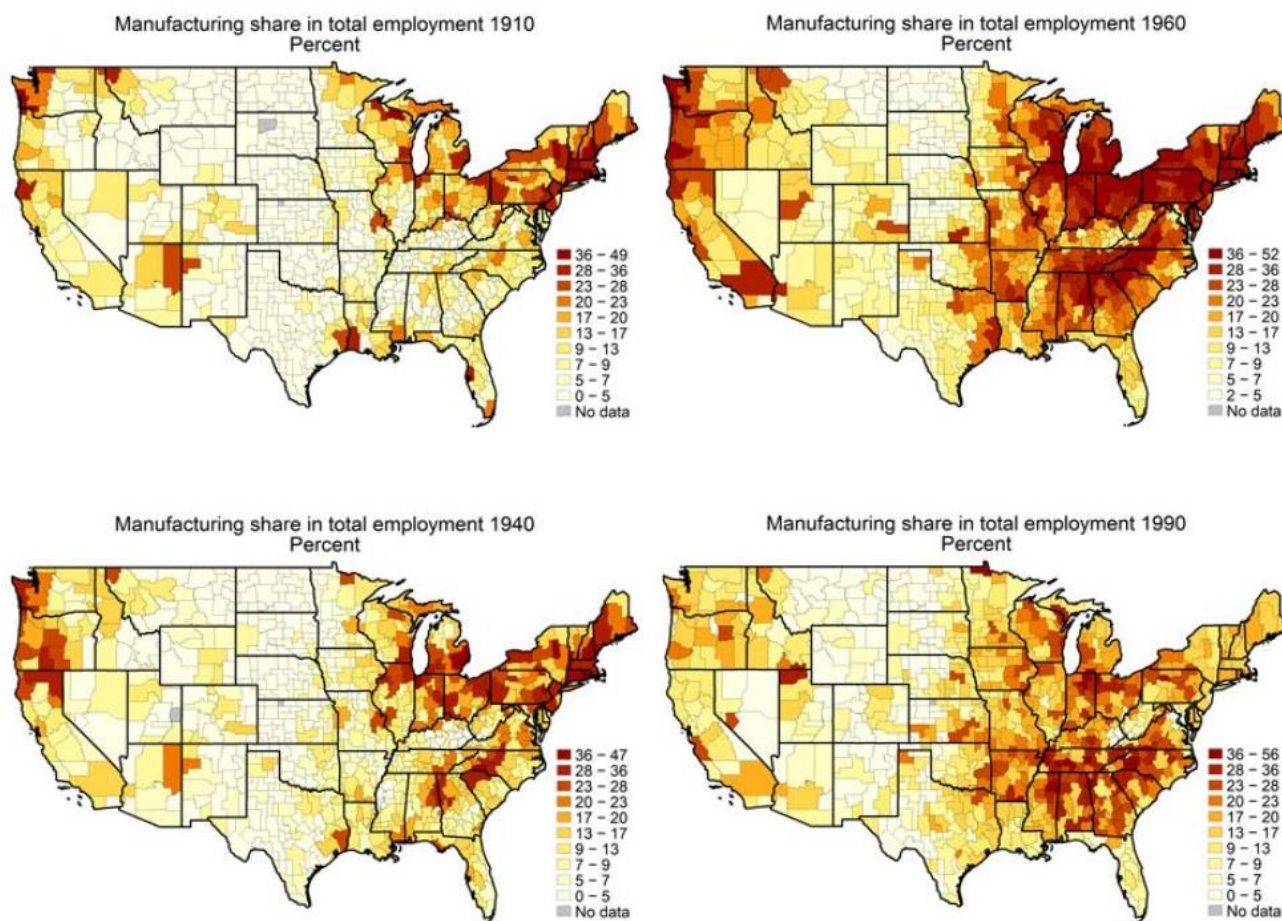 Manufacturing share in total employment 1910
Percent
36 – 49
28 – 36
23 – 28
20 – 23
17 – 20
13 – 17
9 – 13
7 – 9
5 – 7
0 – 5
No data
Manufacturing share in total employment 1960
Percent
36 – 52
28 – 36
23 – 28
20 – 23
17 – 20
13 – 17
9 – 13
7 – 9
5 – 7
2 – 5
No data
Manufacturing share in total employment 1940
Percent
36 – 47
28 – 36
23 – 28
20 – 23
17 – 20
13 – 17
9 – 13
7 – 9
5 – 7
0 – 5
No data
Manufacturing share in total employment 1990
Percent
36 – 56
28 – 36
23 – 28
20 – 23
17 – 20
13 – 17
9 – 13
7 – 9
5 – 7
0 – 5
No data